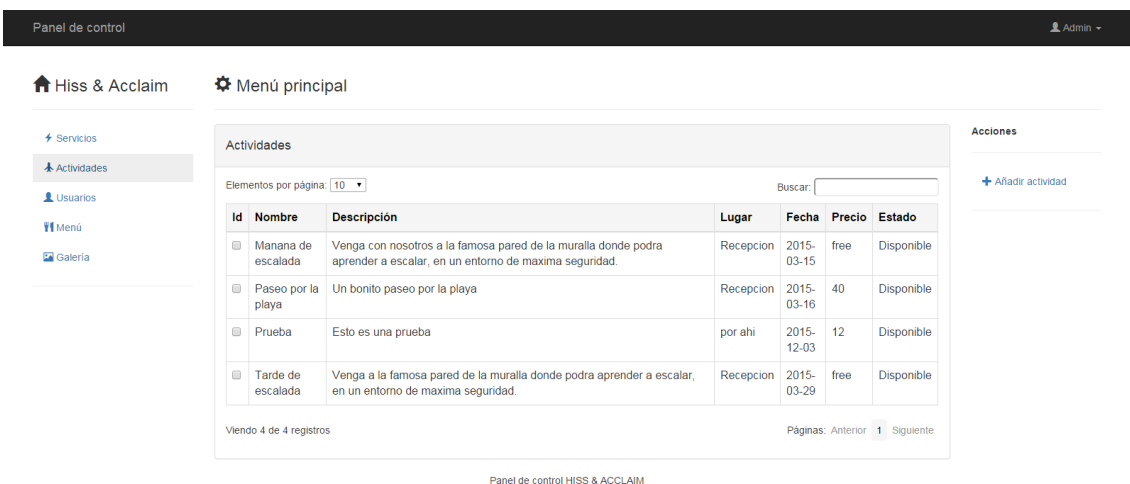 Panel de control
Admin
Hiss & Acclaim
Menú principal
Servicios
Actividades
Usuarios
Menú
Galería
Actividades
Elementos por página: 10
Buscar:
Id Nombre Descripción Lugar Fecha Precio Estado
Manana de Venga con nosotros a la famosa pared de la muralla donde podra Recepcion 2015- free Disponible
escalada aprender a escalar, en un entorno de maxima seguridad. 03-15
Paseo por la Un bonito paseo por la playa Recepcion 2015- 40 Disponible
playa 03-16
Prueba Esto es una prueba por ahi 2015- 12 Disponible
12-03
Tarde de Venga a la famosa pared de la muralla donde podra aprender a escalar, Recepcion 2015- free Disponible
escalada en un entorno de maxima seguridad. 03-29
Viendo 4 de 4 registros
Páginas: Anterior 1 Siguiente
Acciones
Añadir actividad
Panel de control HISS & ACCLAIM